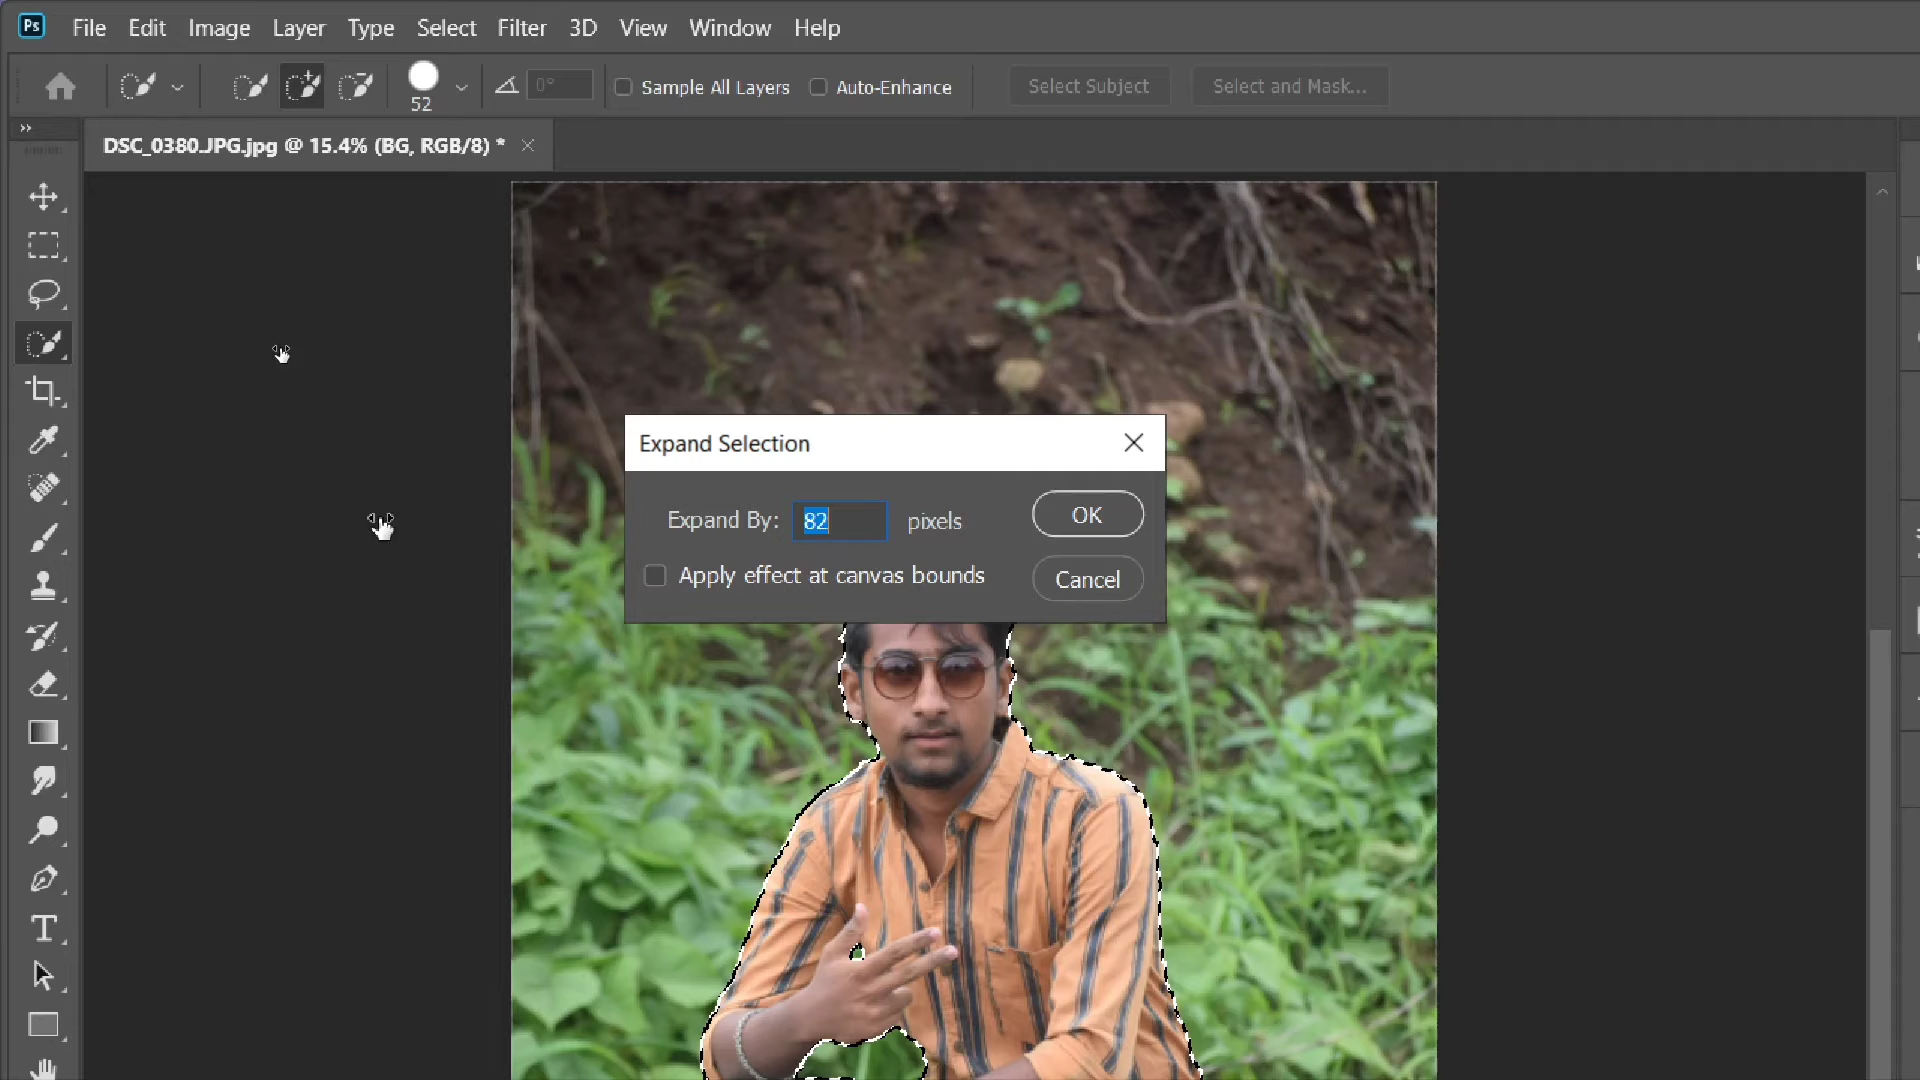 Ps File Edit Image Layer Type Select Filter 3D View Window Help
52 0° Sample All Layers Auto-Enhance Select Subject Select and Mask...
DSC_0380.JPG.jpg @ 15.4% (BG, RGB/8) *
Expand Selection
Expand By: 82 pixels OK
Apply effect at canvas bounds Cancel